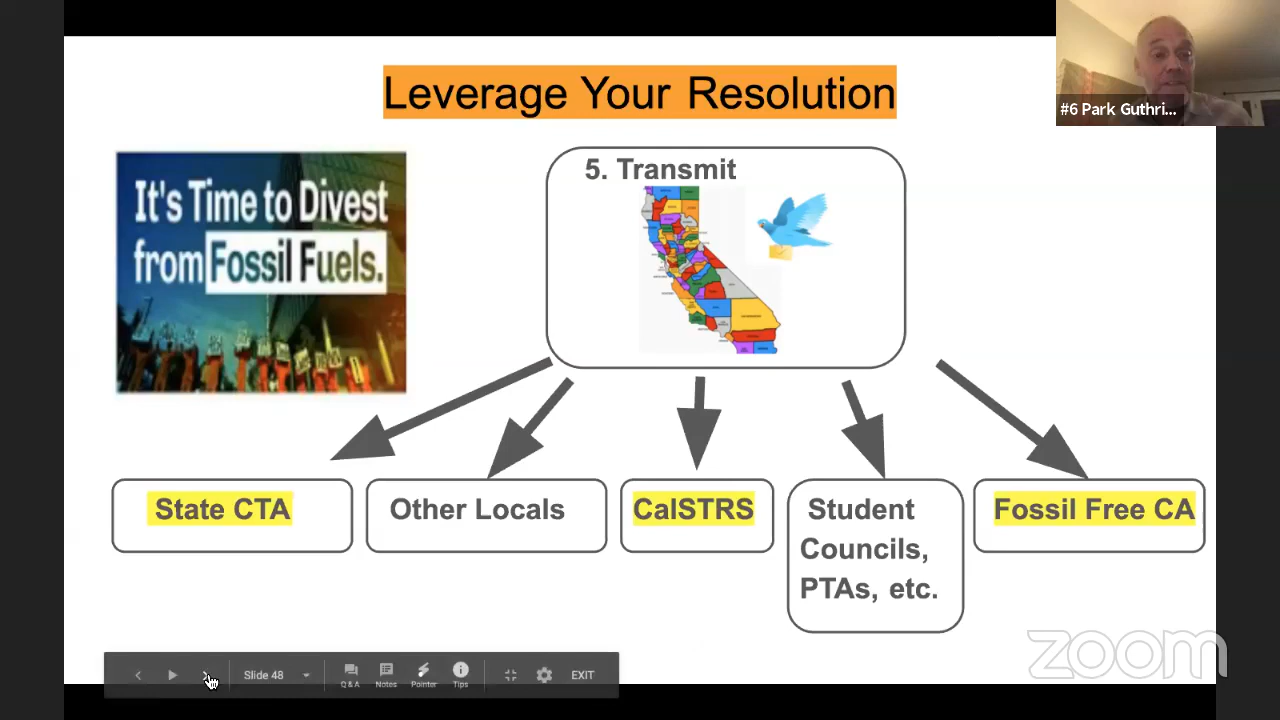 Leverage Your Resolution
#6 Park Guthri...
It's Time to Divest
from Fossil Fuels.
5. Transmit
State CTA
Other Locals
CalSTRS
Student
Councils,
PTAs, etc.
Fossil Free CA
Slide 48
Q & A
Notes
Pointer
Tips
EXIT
zoom